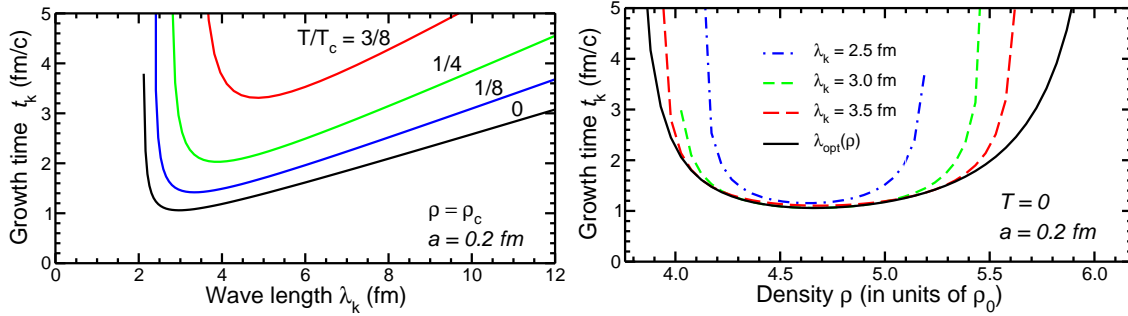 Growth time t_k (fm/c)
5
4
3
2
1
0
T/T_c = 3/8
1/4
1/8
0
ρ = ρ_c
a = 0.2 fm
0 2 4 6 8 10 12
Wave length λ_k (fm)
Growth time t_k (fm/c)
5
4
3
2
1
0
λ_k = 2.5 fm
λ_k = 3.0 fm
λ_k = 3.5 fm
λ_opt(ρ)
T = 0
a = 0.2 fm
4.0 4.5 5.0 5.5 6.0
Density ρ (in units of ρ_0)